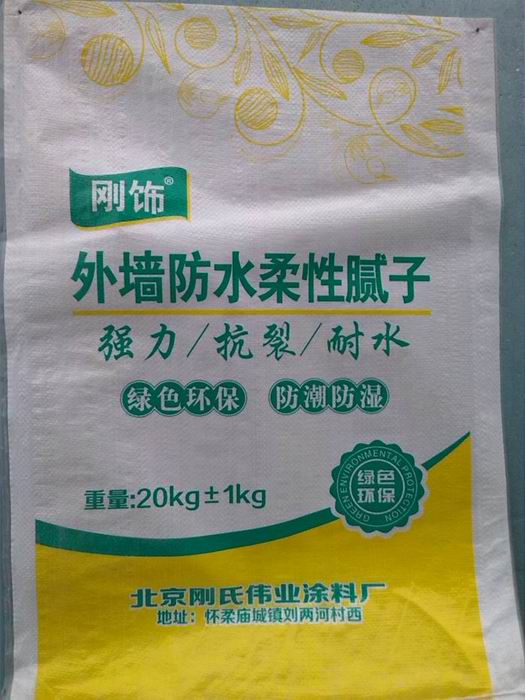 刚饰®
外墙防水柔性腻子
强力/抗裂/耐水
绿色环保 防潮防湿
重量:20kg±1kg
GREEN ENVIRONMENTAL PROTECTION
绿色
环保
北京刚氏伟业涂料厂
地址：怀柔庙城镇刘两河村西